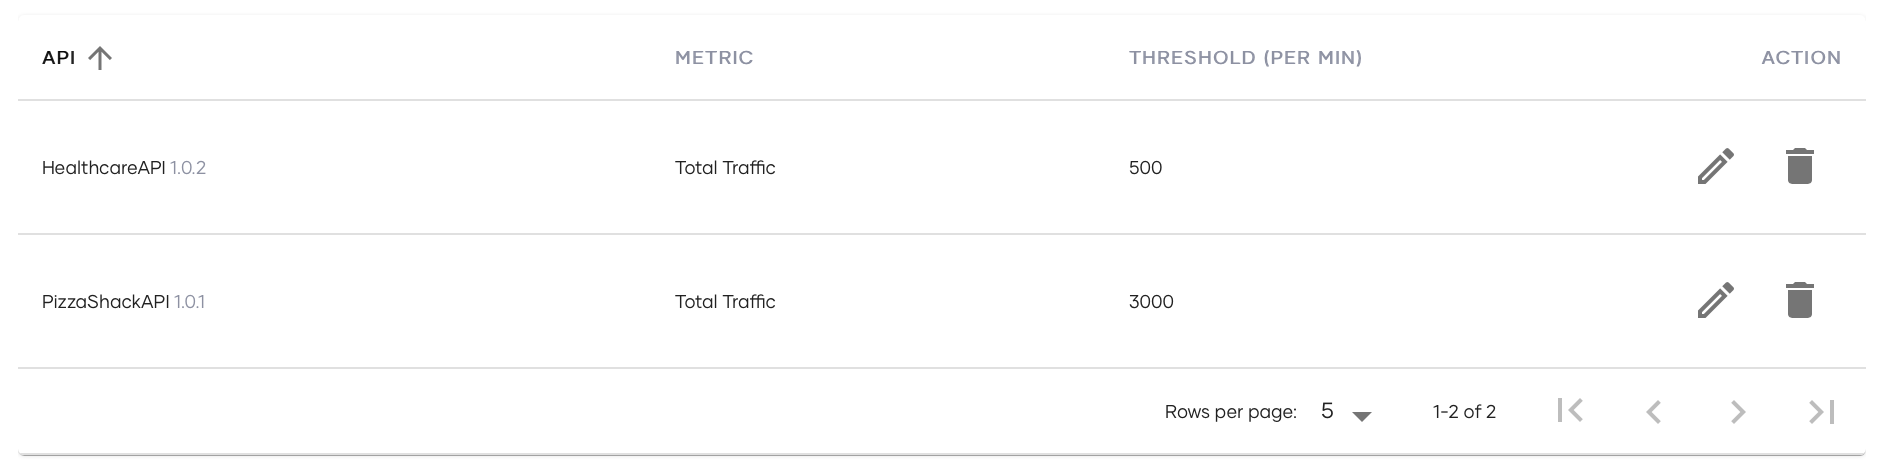 API METRIC THRESHOLD (PER MIN) ACTION
HealthcareAPI 1.0.2 Total Traffic 500
PizzaShackAPI 1.0.1 Total Traffic 3000
Rows per page: 5 1-2 of 2